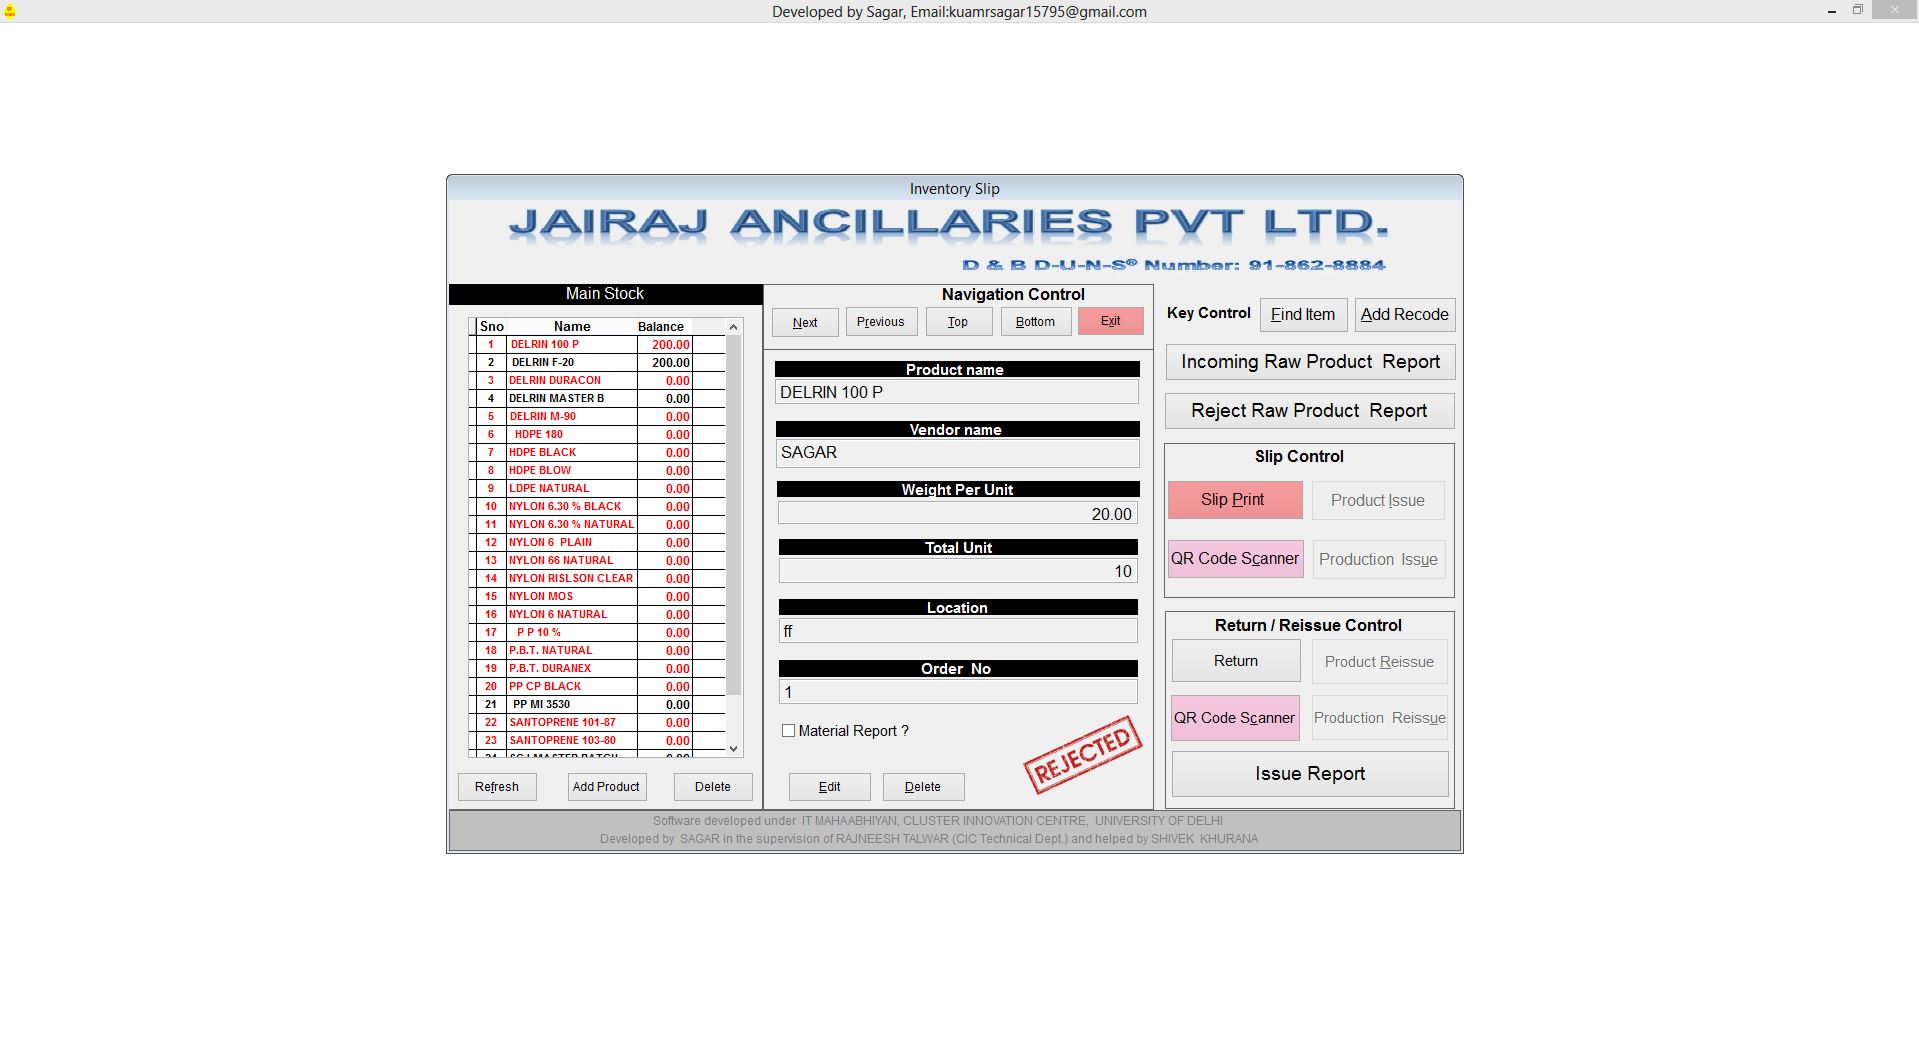 Developed by Sagar, Email:kuamrsagar15795@gmail.com
Inventory Slip
JAIRAJ ANCILLARIES PVT LTD.
D & B D-U-N-S® Number: 91-862-8884
Main Stock
Sno Name Balance
1 DELRIN 100 P 200.00
2 DELRIN F-20 200.00
3 DELRIN DURACON 0.00
4 DELRIN MASTER B 0.00
5 DELRIN M-90 0.00
6 HDPE 180 0.00
7 HDPE BLACK 0.00
8 HDPE BLOW 0.00
9 LDPE NATURAL 0.00
10 NYLON 6.30 % BLACK 0.00
11 NYLON 6.30 % NATURAL 0.00
12 NYLON 6 PLAIN 0.00
13 NYLON 66 NATURAL 0.00
14 NYLON RISLSON CLEAR 0.00
15 NYLON MOS 0.00
16 NYLON 6 NATURAL 0.00
17 P P 10 % 0.00
18 P.B.T. NATURAL 0.00
19 P.B.T. DURANEX 0.00
20 PP CP BLACK 0.00
21 PP MI 3530 0.00
22 SANTOPRENE 101-87 0.00
23 SANTOPRENE 103-80 0.00
Refresh Add Product Delete
Navigation Control
Next Previous Top Bottom Exit
Product name
DELRIN 100 P
Vendor name
SAGAR
Weight Per Unit
20.00
Total Unit
10
Location
ff
Order No
1
Material Report ?
REJECTED
Edit Delete
Key Control Find Item Add Recode
Incoming Raw Product Report
Reject Raw Product Report
Slip Control
Slip Print Product Issue
QR Code Scanner Production Issue
Return / Reissue Control
Return Product Reissue
QR Code Scanner Production Reissue
Issue Report
Software developed under IT MAHAABHIYAN, CLUSTER INNOVATION CENTRE, UNIVERSITY OF DELHI
Developed by SAGAR in the supervision of RAJNEESH TALWAR (CIC Technical Dept.) and helped by SHIVEK KHURANA